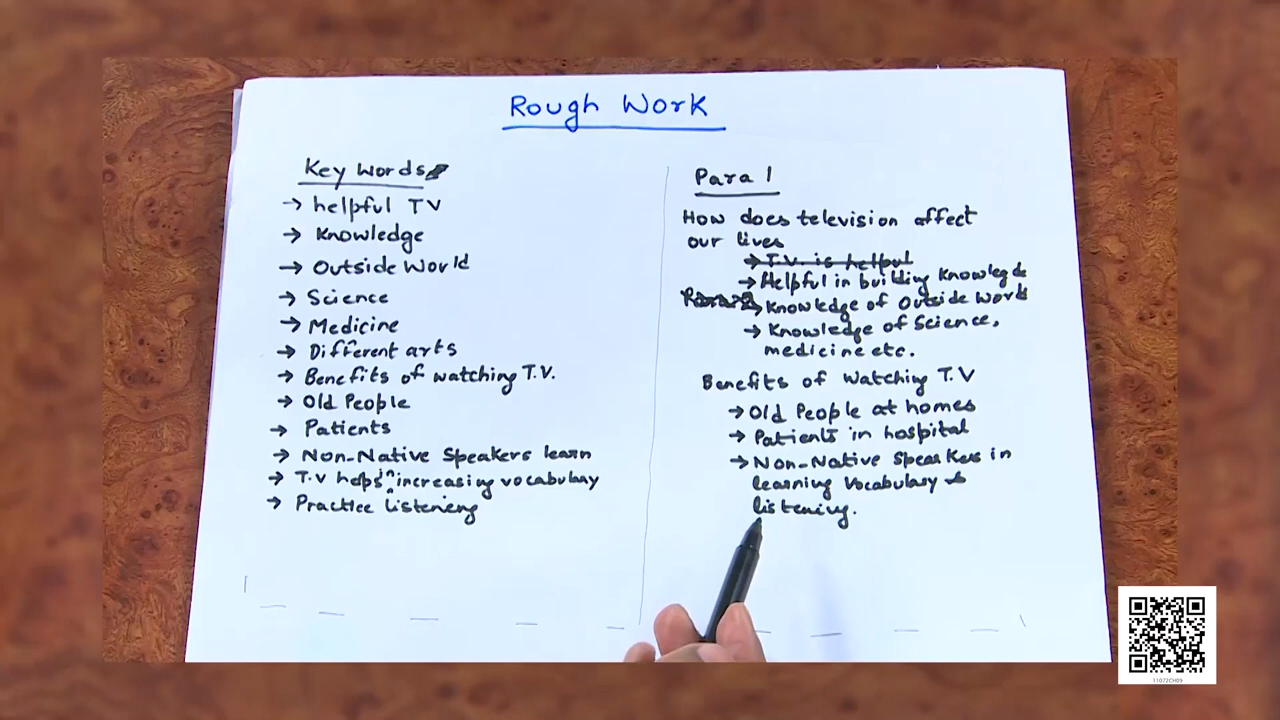 Rough Work
Key Words
→ helpful TV
→ Knowledge
→ Outside World
→ Science
→ Medicine
→ Different arts
→ Benefits of watching T.V.
→ Old People
→ Patients
→ Non-Native Speakers learn
→ T.V helps in increasing vocabulary
→ Practice listening
Para 1
How does television affect
our lives
→ T.V. is helpul
→ Helpful in building Knowlegde
→ Knowledge of Outside World
→ Knowledge of Science,
medicine etc.
Benefits of Watching T.V
→ Old People at homes
→ Patients in hospital
→ Non-Native Speakers in
learning Vocabulary &
listening.
11072CH09